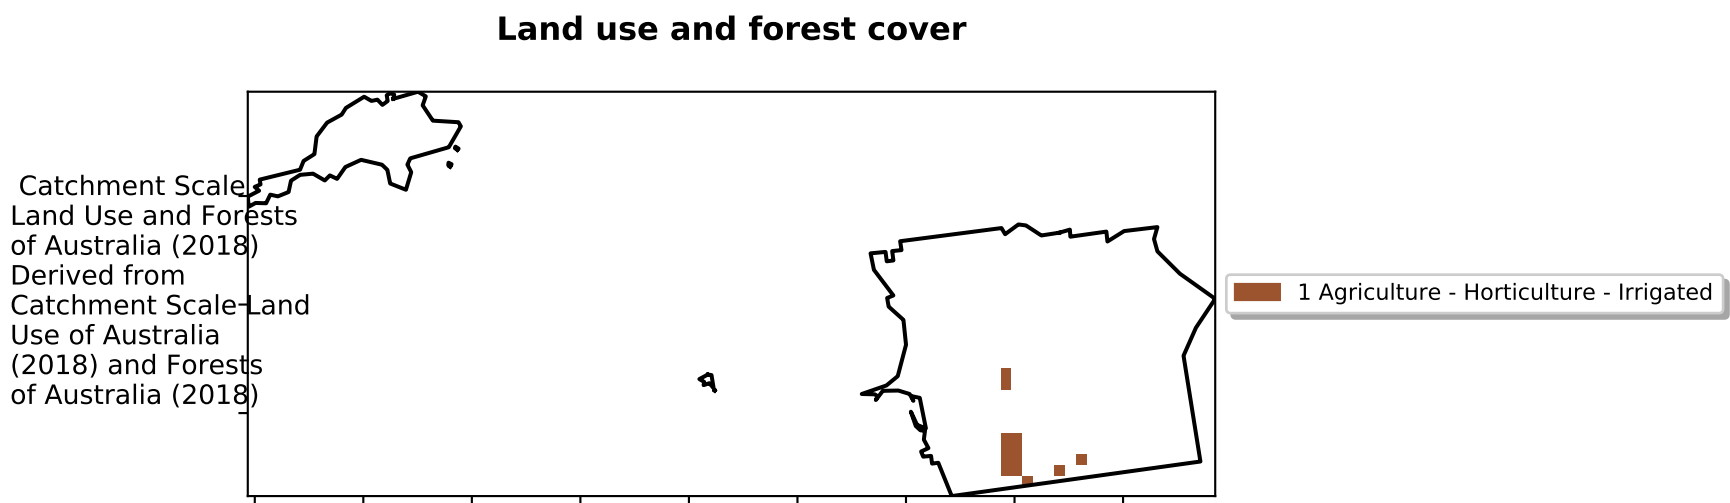 Land use and forest cover
Catchment Scale
Land Use and Forests
of Australia (2018)
Derived from
Catchment Scale Land
Use of Australia
(2018) and Forests
of Australia (2018)
1 Agriculture - Horticulture - Irrigated